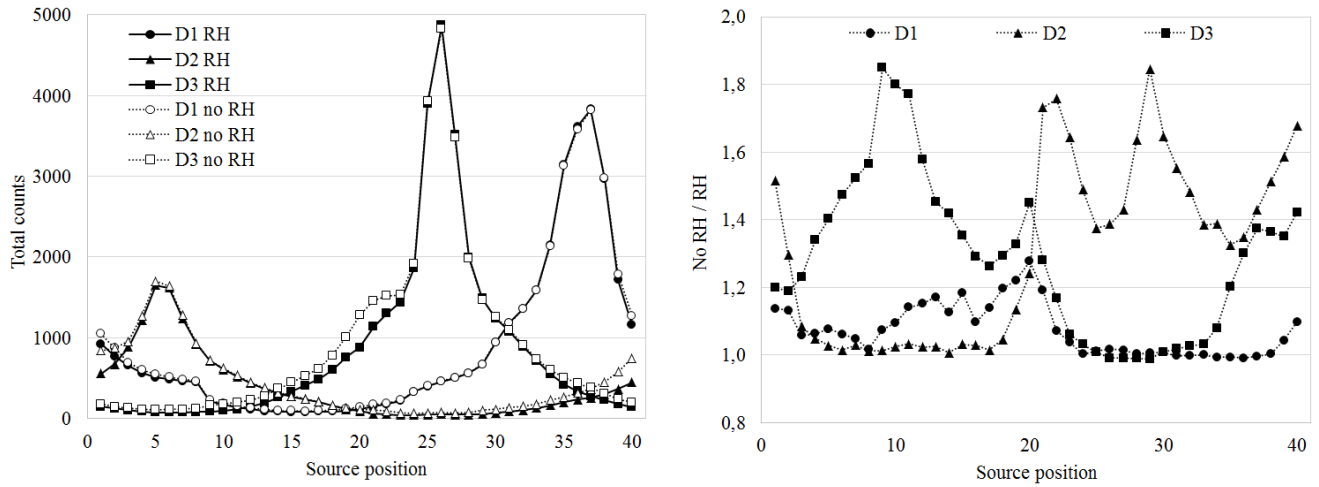 5000
4000
3000
2000
1000
0
Total counts
D1 RH
D2 RH
D3 RH
D1 no RH
D2 no RH
D3 no RH
0 5 10 15 20 25 30 35 40
Source position
2,0
1,8
1,6
1,4
1,2
1,0
0,8
No RH / RH
D1 D2 D3
0 10 20 30 40
Source position